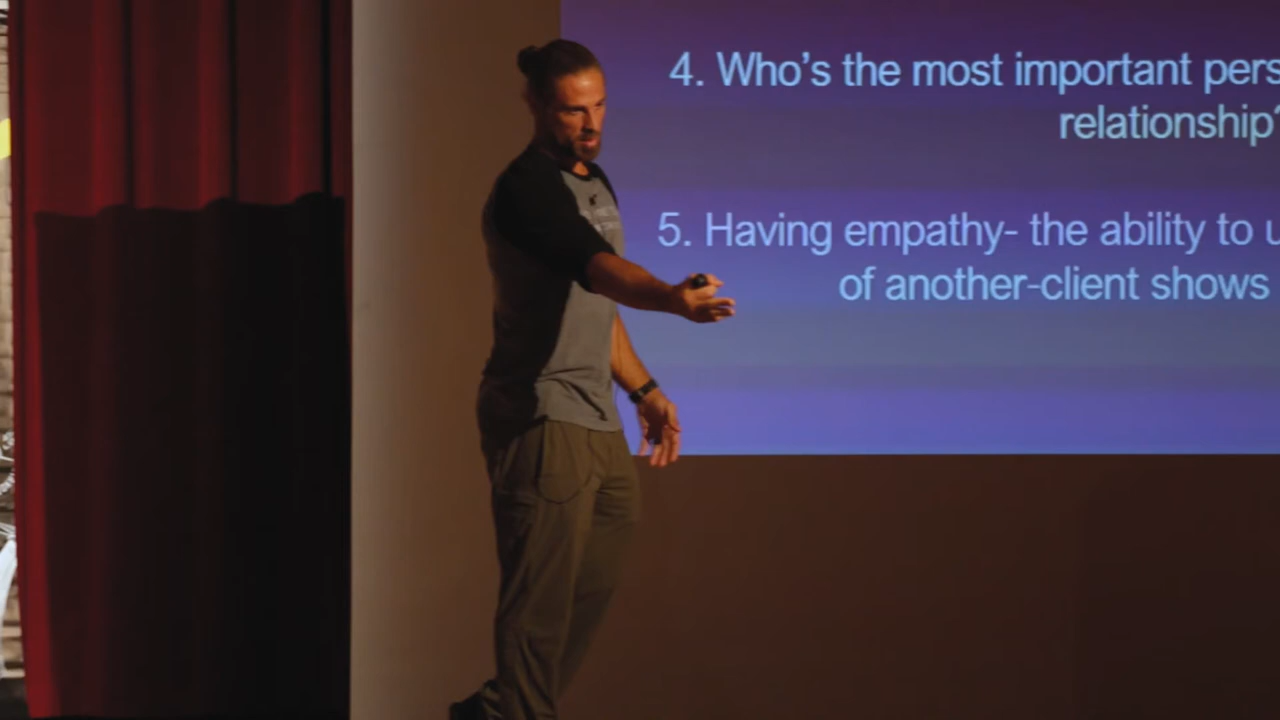 4. Who's the most important pers
relationship?
5. Having empathy- the ability to u
of another-client shows